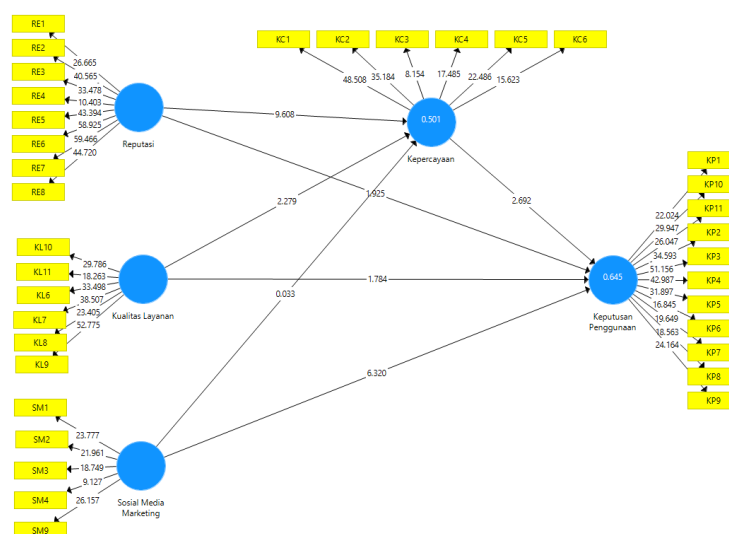 RE1
RE2
RE3
RE4
RE5
RE6
RE7
RE8
26.665
40.565
33.478
10.403
43.394
58.925
59.466
44.720
Reputasi
KC1
KC2
KC3
KC4
KC5
KC6
48.508
35.184
8.154
17.485
22.486
15.623
0.501
Kepercayaan
9.608
2.279
1.925
2.692
0.033
1.784
6.320
KL10
KL11
KL6
KL7
KL8
KL9
29.786
18.263
33.498
38.507
23.405
52.775
Kualitas Layanan
SM1
SM2
SM3
SM4
SM9
23.777
21.961
18.749
9.127
26.157
Sosial Media
Marketing
0.645
Keputusan
Penggunaan
22.024
29.947
26.047
34.593
51.156
42.987
31.897
16.845
19.649
18.563
24.164
KP1
KP10
KP11
KP2
KP3
KP4
KP5
KP6
KP7
KP8
KP9